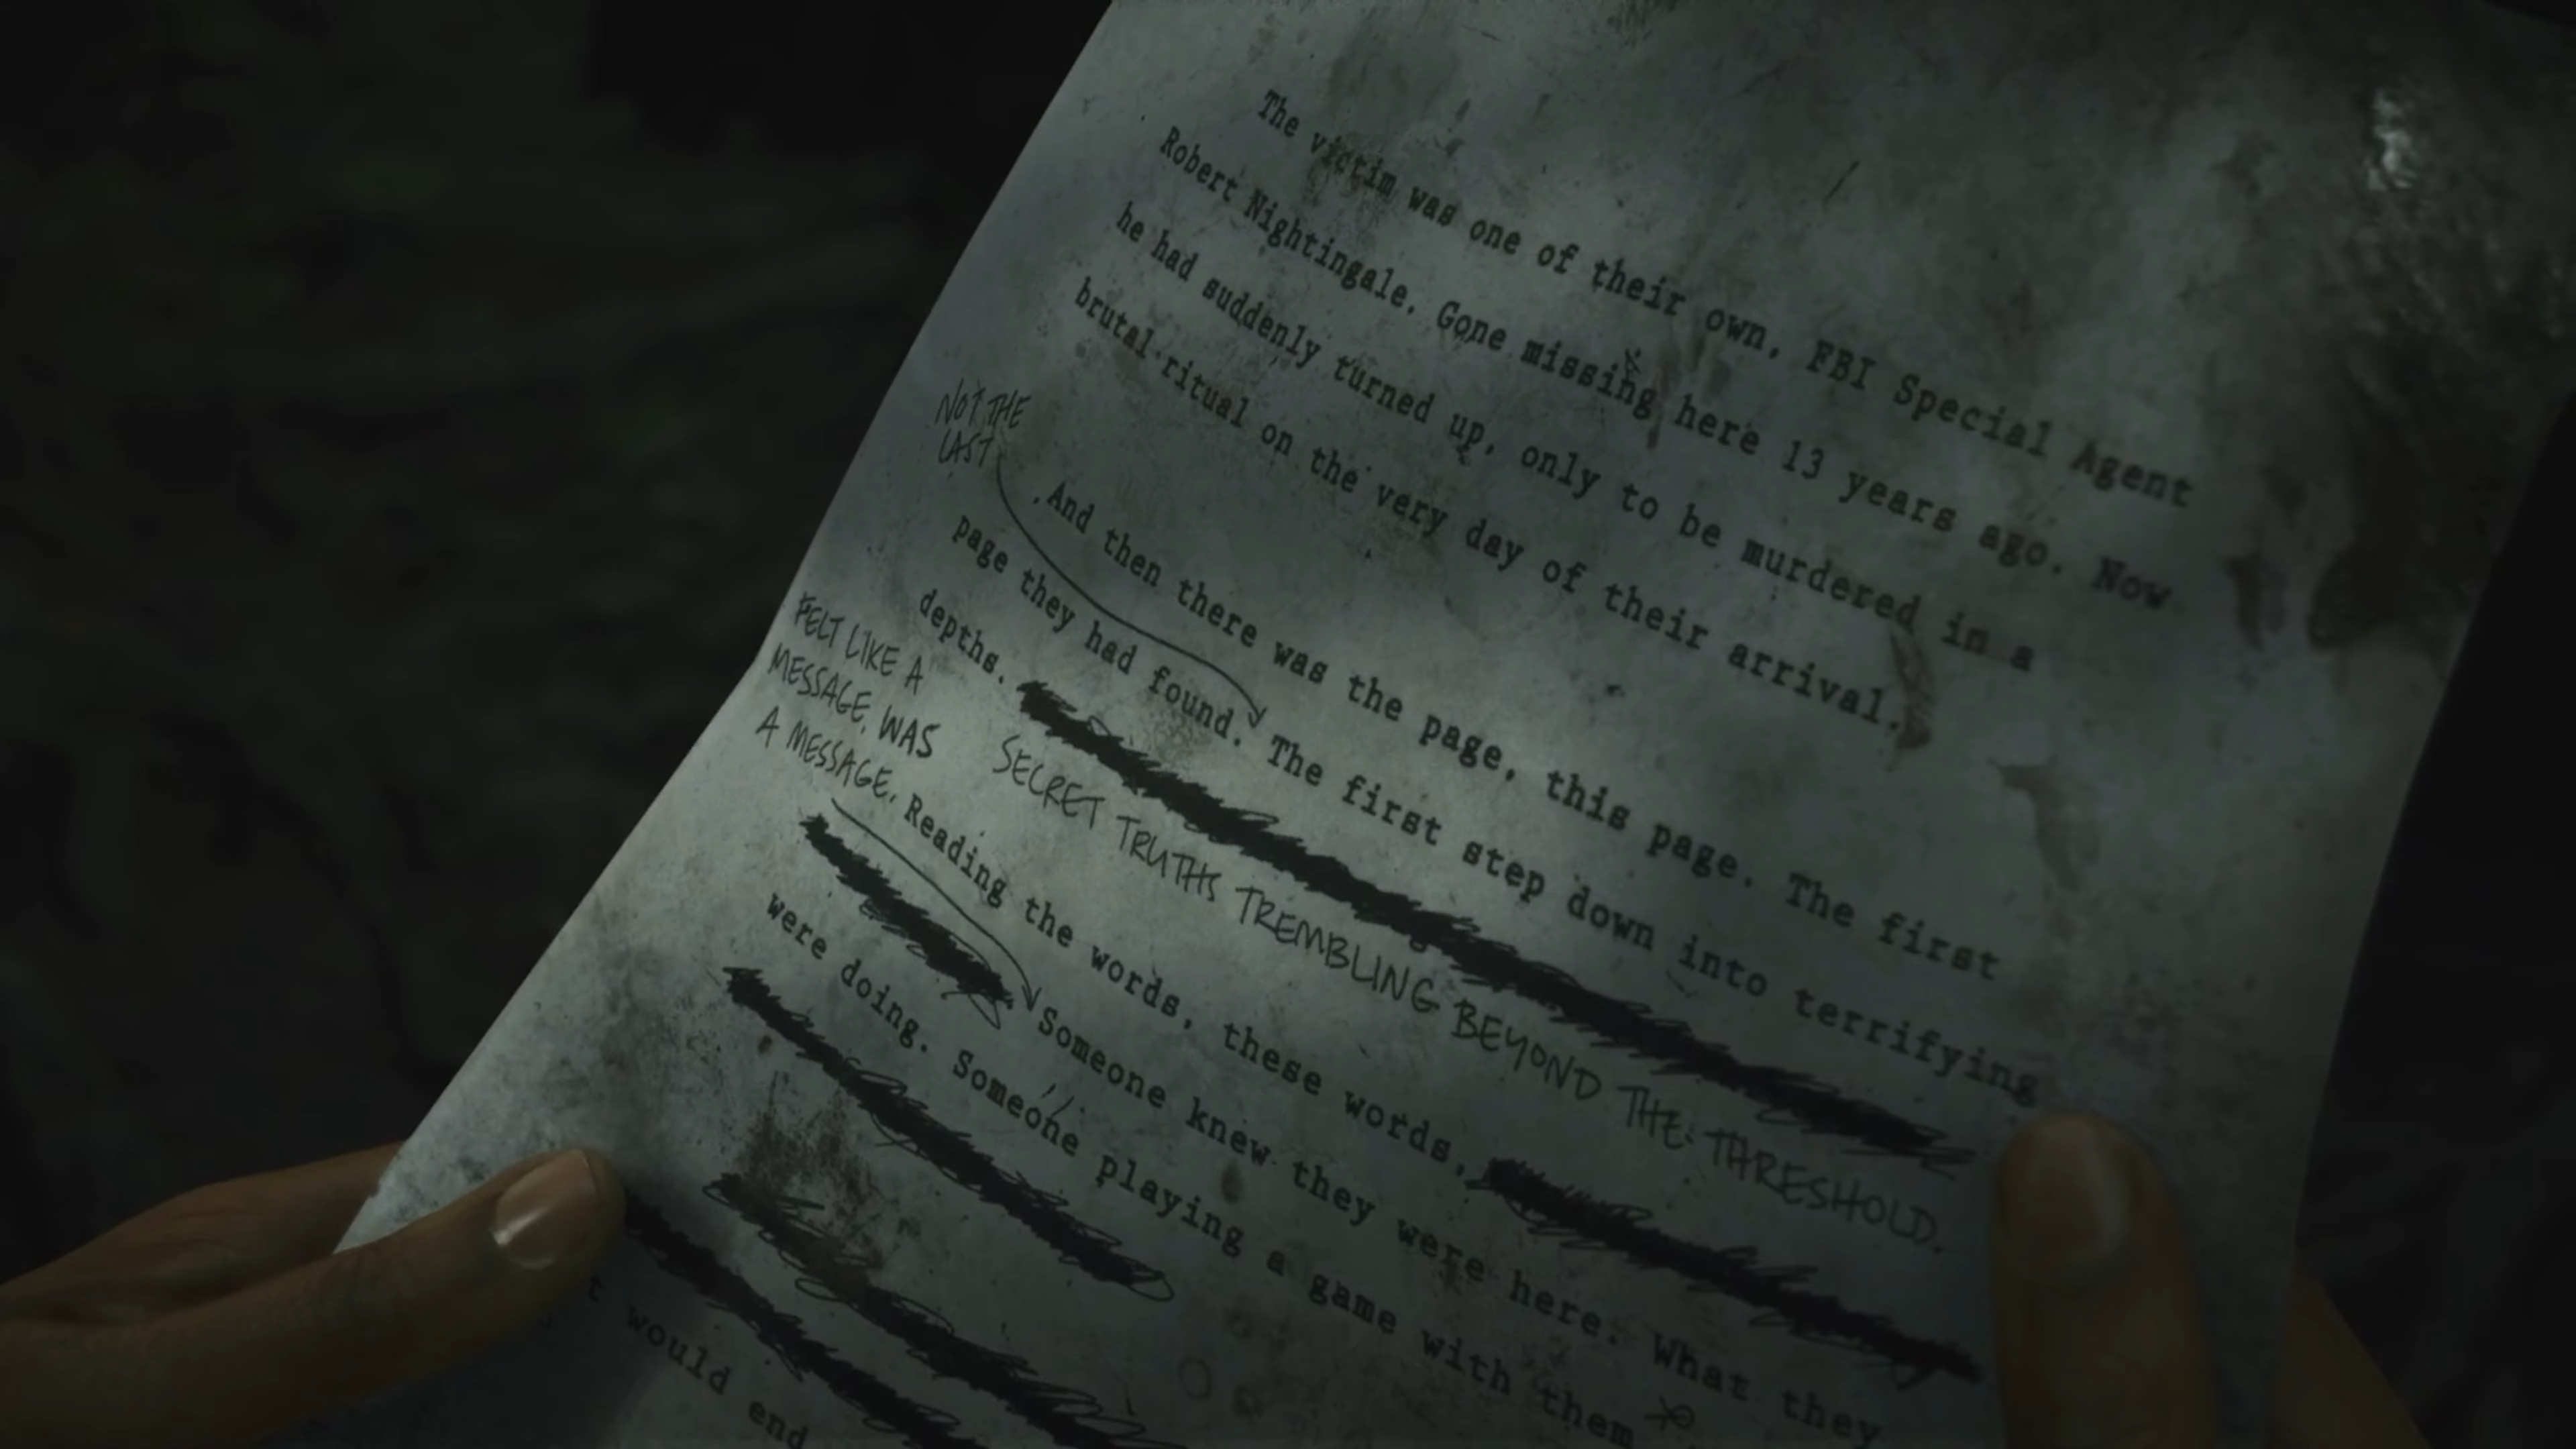 The victim was one of their own, FBI Special Agent
Robert Nightingale. Gone missing here 13 years ago. Now
he had suddenly turned up, only to be murdered in a
brutal ritual on the very day of their arrival.
NOT THE
LAST
And then there was the page, this page. The first
page they had found. The first step down into terrifying
depths.
SECRET TRUTHS TREMBLING BEYOND THE THRESHOLD.
FELT LIKE A
MESSAGE, WAS
A MESSAGE.
Reading the words, these words,
Someone knew they were here. What they
were doing. Someone playing a game with them
would end